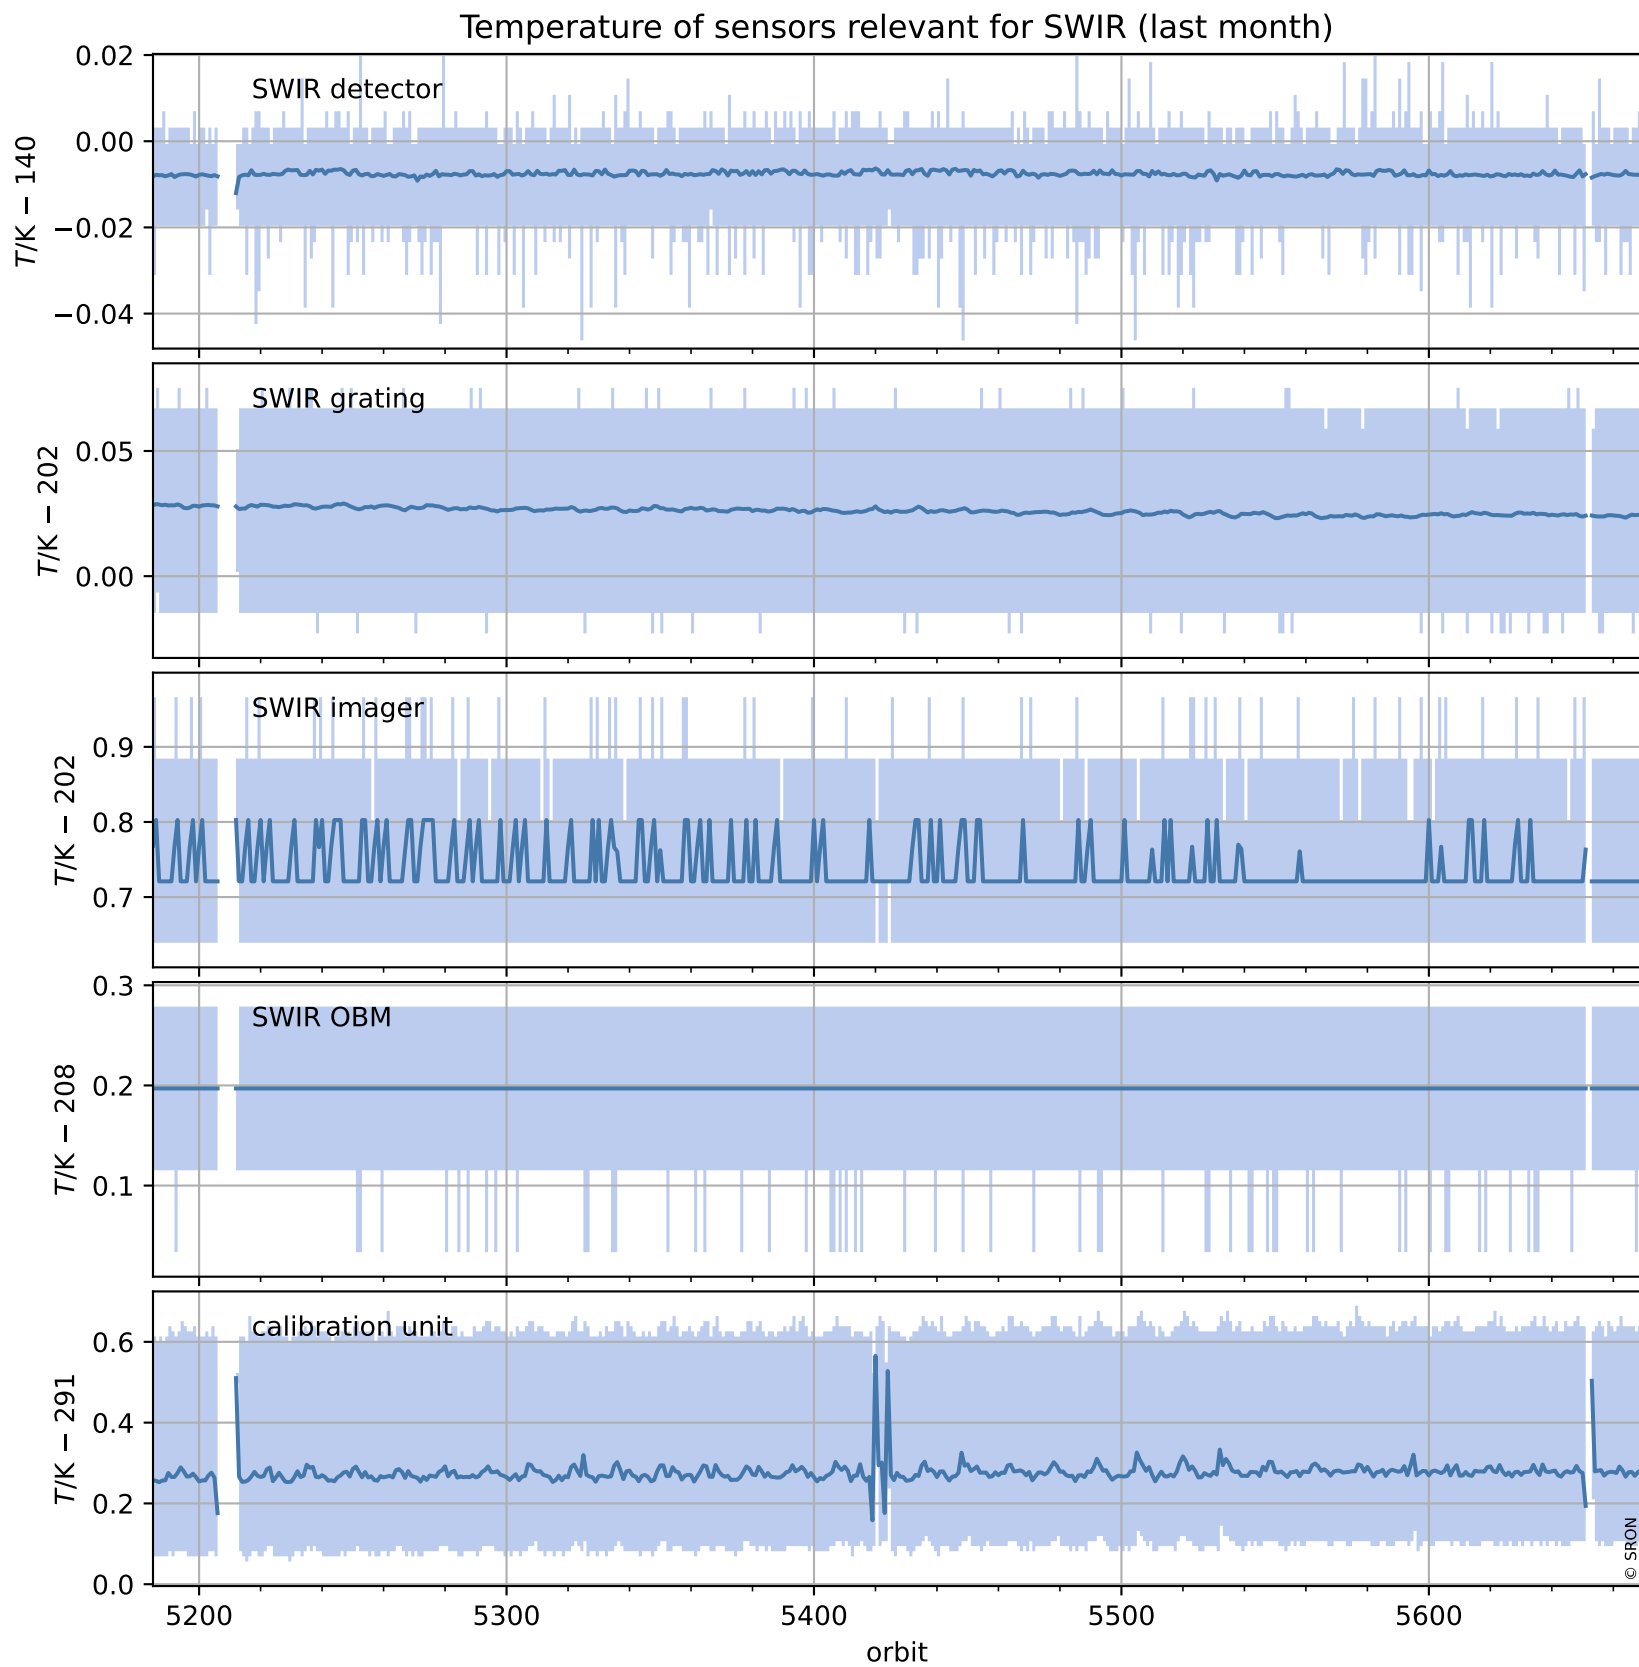 Temperature of sensors relevant for SWIR (last month)
SWIR detector
0.02
0.00
−0.02
−0.04
T/K − 140
SWIR grating
0.05
0.00
T/K − 202
SWIR imager
0.9
0.8
0.7
T/K − 202
SWIR OBM
0.3
0.2
0.1
T/K − 208
calibration unit
0.6
0.4
0.2
0.0
T/K − 291
© SRON
5200 5300 5400 5500 5600
orbit